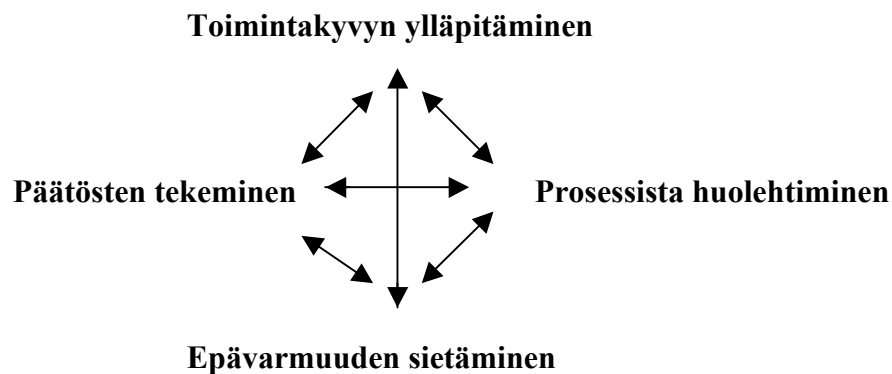 Toimintakyvyn ylläpitäminen
Päätösten tekeminen
Prosessista huolehtiminen
Epävarmuuden sietäminen